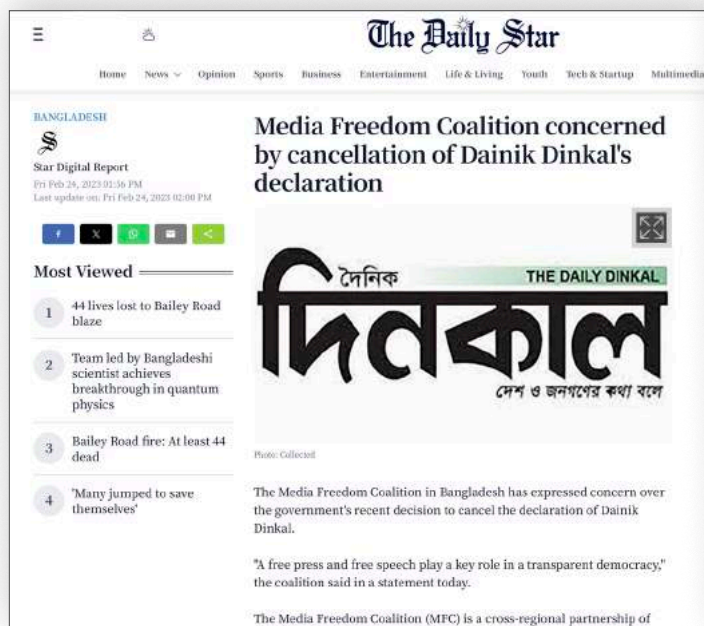 The Daily Star
Home News Opinion Sports Business Entertainment Life & Living Youth Tech & Startup Multimedia
BANGLADESH
Star Digital Report
Fri Feb 24, 2023 01:56 PM
Last update on: Fri Feb 24, 2023 02:00 PM
Most Viewed
1
44 lives lost to Bailey Road
blaze
2
Team led by Bangladeshi
scientist achieves
breakthrough in quantum
physics
3
Bailey Road fire: At least 44
dead
4
'Many jumped to save
themselves'
Media Freedom Coalition concerned
by cancellation of Dainik Dinkal's
declaration
দৈনিক
THE DAILY DINKAL
দিনকাল
দেশ ও জনগণের কথা বলে
Photo: Collected
The Media Freedom Coalition in Bangladesh has expressed concern over
the government's recent decision to cancel the declaration of Dainik
Dinkal.
"A free press and free speech play a key role in a transparent democracy,"
the coalition said in a statement today.
The Media Freedom Coalition (MFC) is a cross-regional partnership of